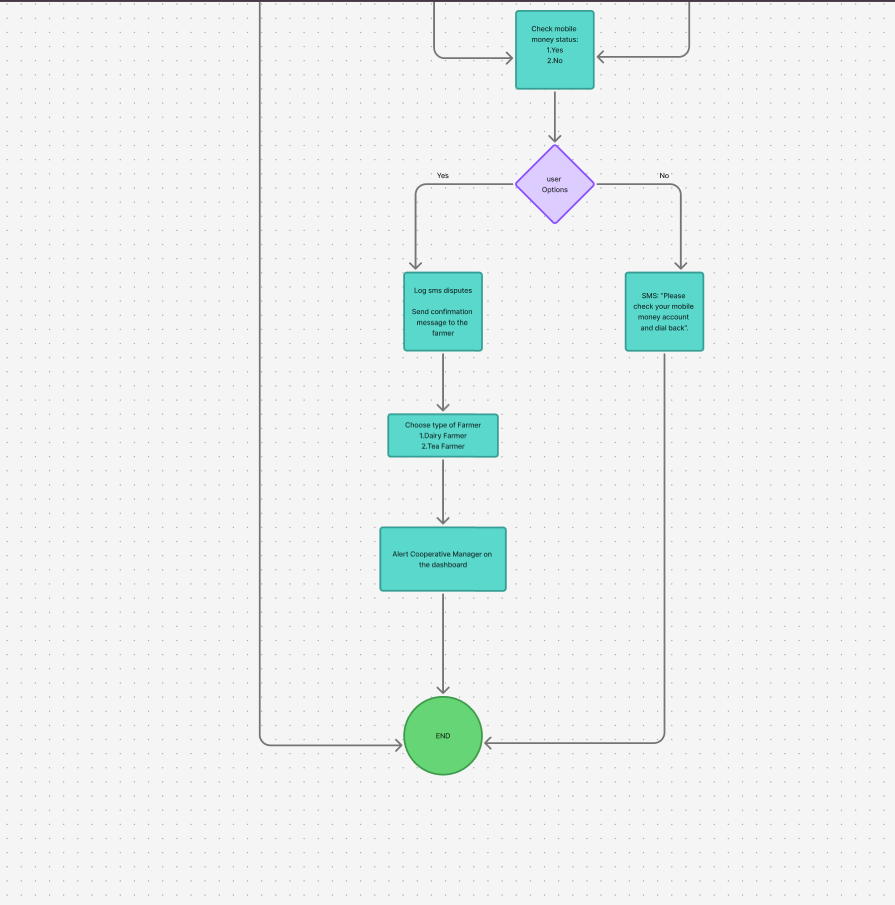 Check mobile
money status:
1.Yes
2.No
user
Options
Yes
No
Log sms disputes
Send confirmation
message to the
farmer
SMS: "Please
check your mobile
money account
and dial back".
Choose type of Farmer
1.Dairy Farmer
2.Tea Farmer
Alert Cooperative Manager on
the dashboard
END